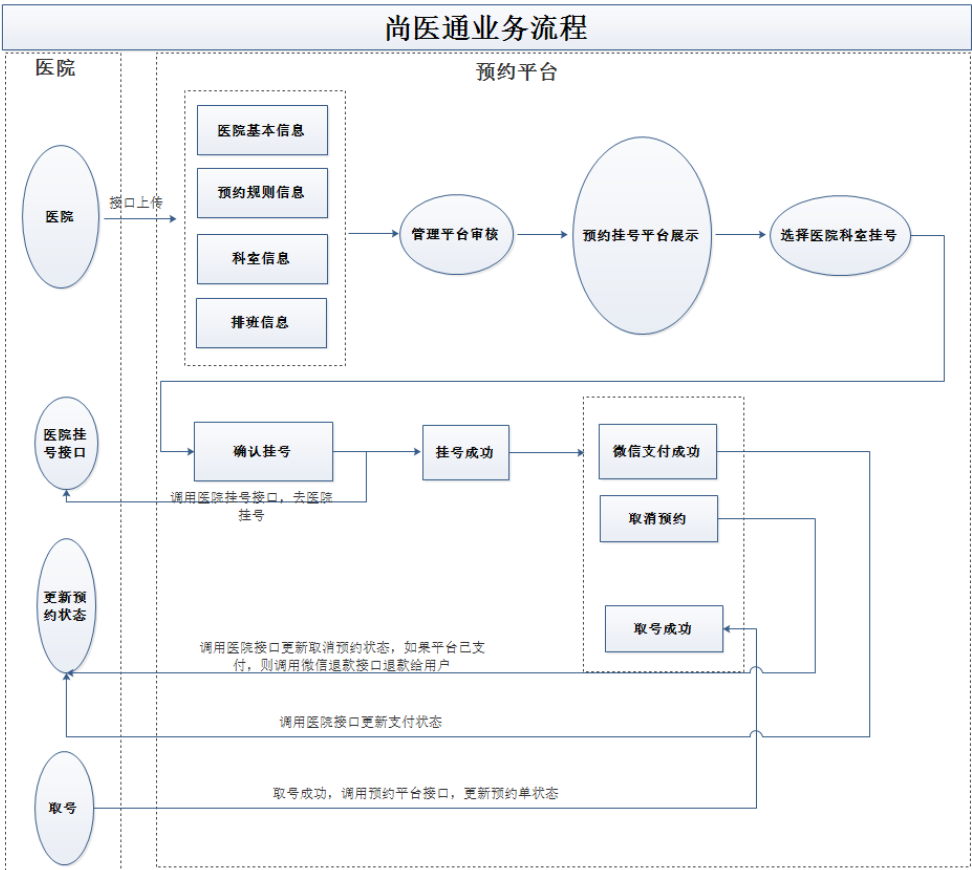 尚医通业务流程
医院
预约平台
医院
接口上传
医院基本信息
预约规则信息
科室信息
排班信息
管理平台审核
预约挂号平台展示
选择医院科室挂号
医院挂
号接口
确认挂号
挂号成功
微信支付成功
取消预约
取号成功
调用医院挂号接口，去医院
挂号
更新预
约状态
调用医院接口更新取消预约状态，如果平台已支
付，则调用微信退款接口退款给用户
调用医院接口更新支付状态
取号
取号成功，调用预约平台接口，更新预约单状态